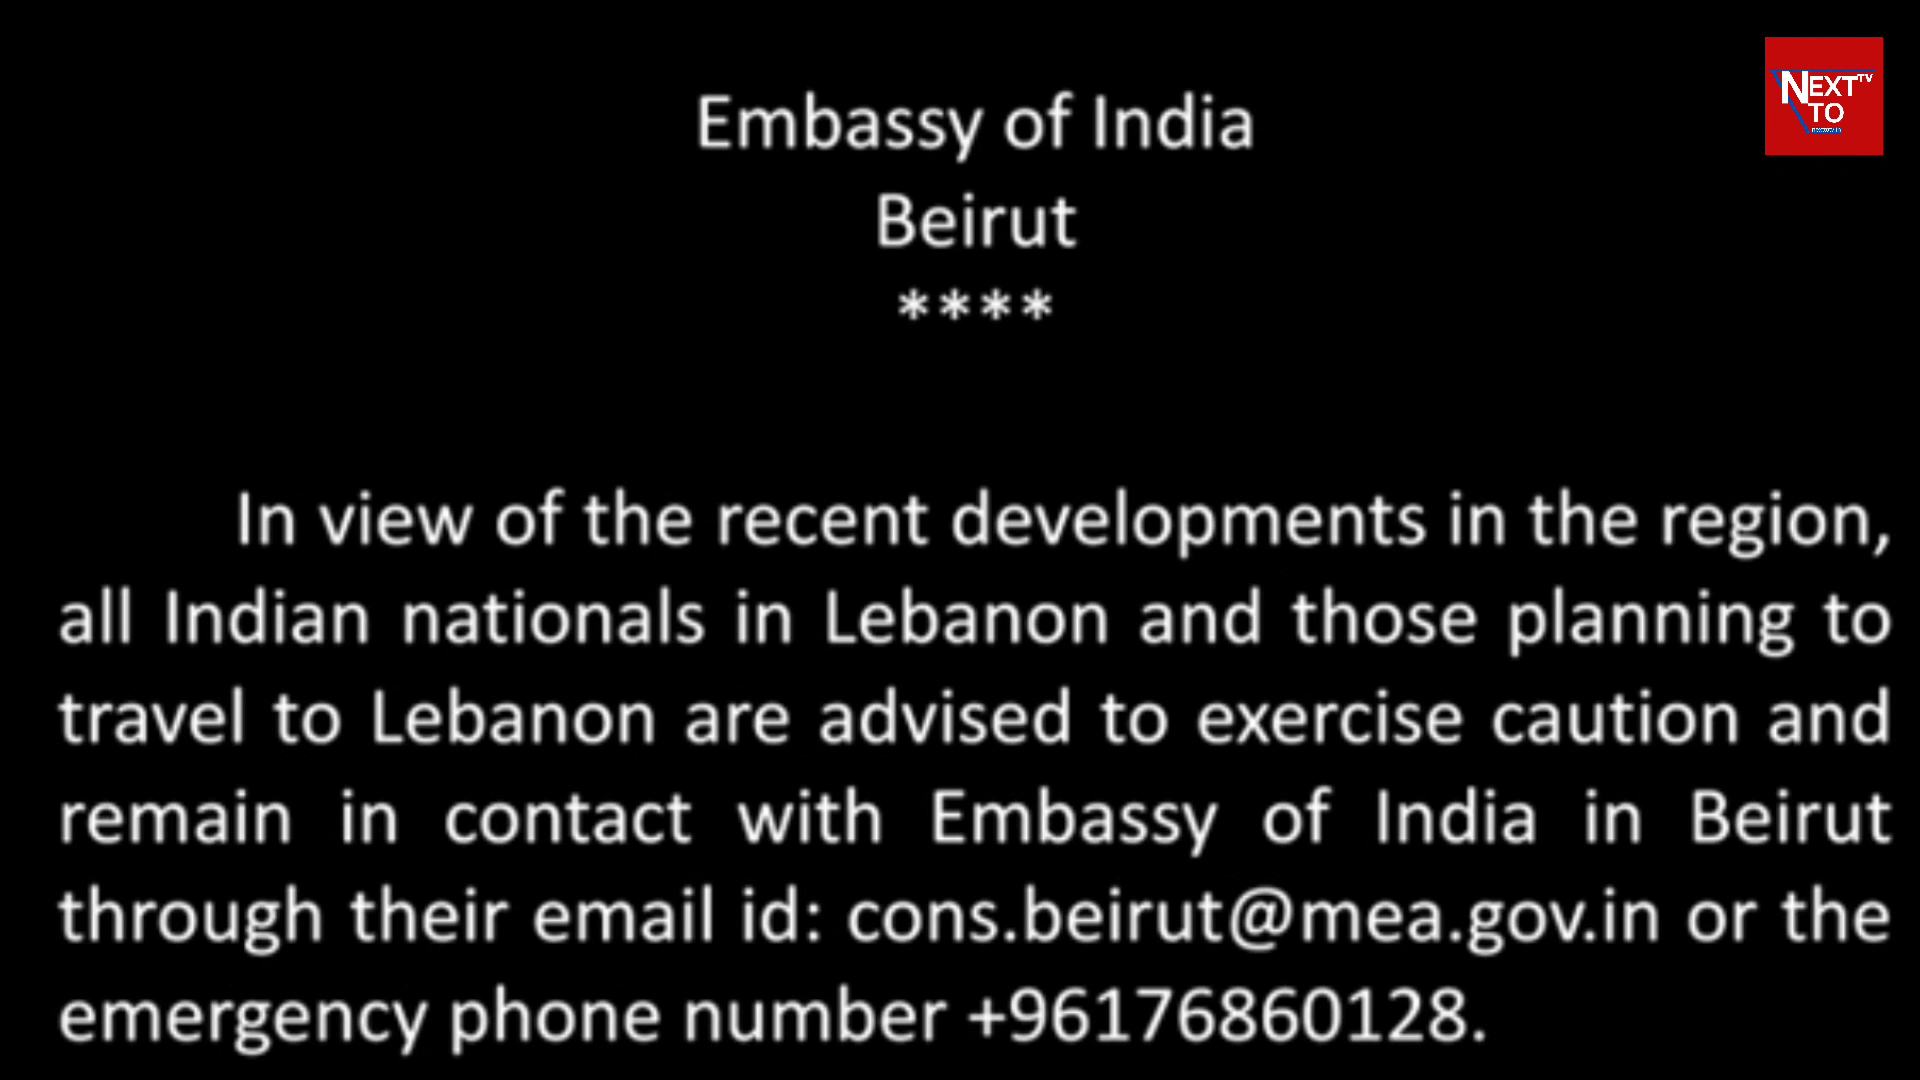 NEXT TV
TO
Embassy of India
Beirut
****
In view of the recent developments in the region,
all Indian nationals in Lebanon and those planning to
travel to Lebanon are advised to exercise caution and
remain in contact with Embassy of India in Beirut
through their email id: cons.beirut@mea.gov.in or the
emergency phone number +96176860128.